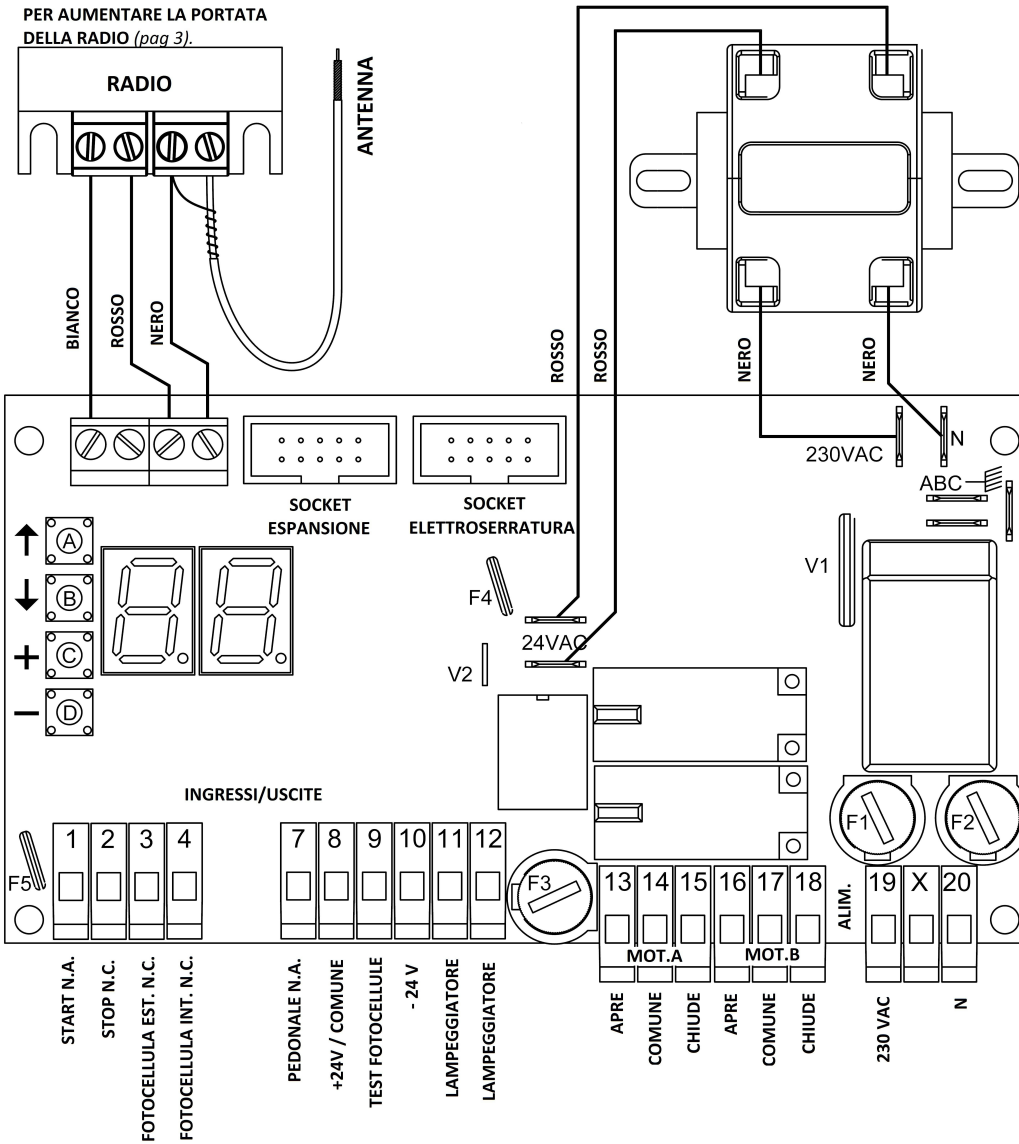 PER AUMENTARE LA PORTATA
DELLA RADIO (pag 3).
RADIO
ANTENNA
BIANCO
ROSSO
NERO
ROSSO
ROSSO
NERO
NERO
230VAC
N
ABC
SOCKET
ESPANSIONE
SOCKET
ELETTROSERRATURA
A
B
C
D
F4
24VAC
V2
V1
INGRESSI/USCITE
F5
1
2
3
4
7
8
9
10
11
12
F3
13
14
15
16
17
18
F1
F2
ALIM.
19
X
20
MOT.A
MOT.B
START N.A.
STOP N.C.
FOTOCELLULA EST. N.C.
FOTOCELLULA INT. N.C.
PEDONALE N.A.
+24V / COMUNE
TEST FOTOCELLULE
- 24 V
LAMPEGGIATORE
LAMPEGGIATORE
APRE
COMUNE
CHIUDE
APRE
COMUNE
CHIUDE
230 VAC
N